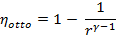 η_otto = 1 − 1/r^(γ−1)